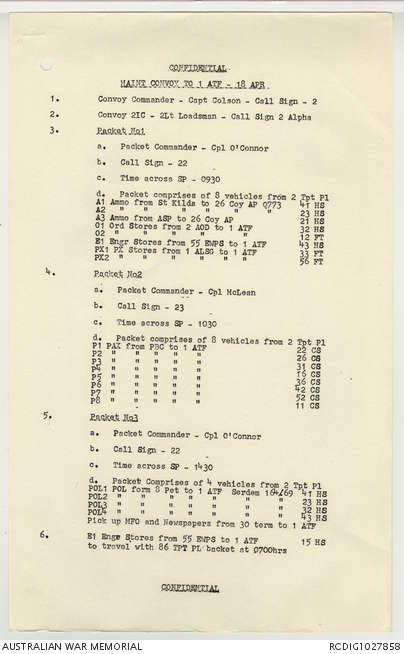 CONFIDENTIAL
MAINT CONVOY TO 1 ATF - 18 APR
1. Convoy Commander - Capt Colson - Call Sign - 2
2. Convoy 2IC - 2Lt Loadsman - Call Sign 2 Alpha
3. Packet No1
a. Packet Commander - Cpl O'Connor
b. Call Sign - 22
c. Time across SP - 0930
d. Packet comprises of 8 vehicles from 2 Tpt Pl
A1 Ammo from St Kilda to 26 Coy AP Q773 41 HS
A2 " " " " " " " 23 HS
A3 Ammo from ASP to 26 Coy AP 21 HS
O1 Ord Stores from 2 AOD to 1 ATF 32 HS
O2 " " " " " " " 12 FT
E1 Engr Stores from 55 EWPS to 1 ATF 43 HS
PX1 PX Stores from 1 ALSG to 1 ATF 33 FT
PX2 " " " " " " " 56 FT
4. Packet No2
a. Packet Commander - Cpl McLean
b. Call Sign - 23
c. Time across SP - 1030
d. Packet comprises of 8 vehicles from 2 Tpt Pl
P1 PAX from PBC to 1 ATF 22 CS
P2 " " " " " 26 CS
P3 " " " " " 31 CS
P4 " " " " " 16 CS
P5 " " " " " 36 CS
P6 " " " " " 42 CS
P7 " " " " " 52 CS
P8 " " " " " 11 CS
5. Packet No3
a. Packet Commander - Cpl O'Connor
b. Call Sign - 22
c. Time across SP - 1430
d. Packet Comprises of 4 vehicles from 2 Tpt Pl
POL1 POL form 8 Pet to 1 ATF Serdem 164/69 41 HS
POL2 " " " " " " " " 23 HS
POL3 " " " " " " " " 32 HS
POL4 " " " " " " " " 43 HS
Pick up MFO and Newspapers from 30 term to 1 ATF
6. E1 Engr Stores from 55 EWPS to 1 ATF 15 HS
to travel with 86 TPT PL packet at 0700hrs
CONFIDENTIAL
AUSTRALIAN WAR MEMORIAL RCDIG1027858